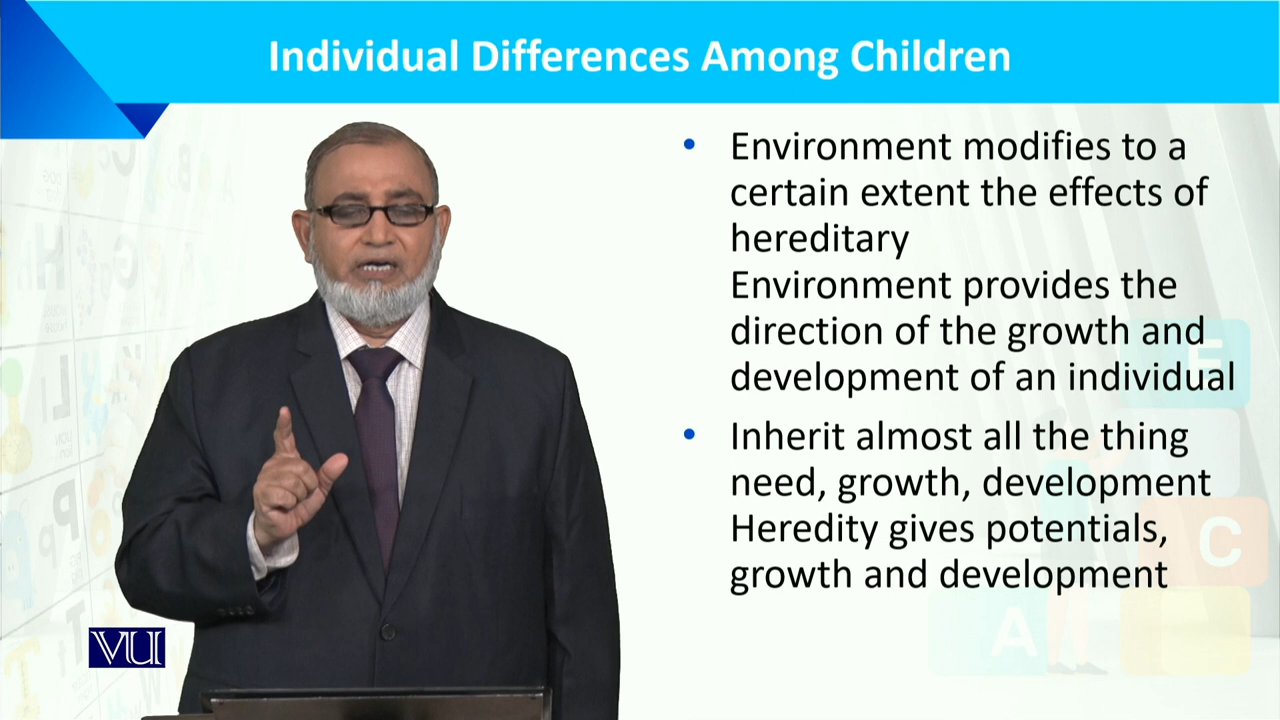 Individual Differences Among Children
• Environment modifies to a
certain extent the effects of
hereditary
Environment provides the
direction of the growth and
development of an individual
• Inherit almost all the thing
need, growth, development
Heredity gives potentials,
growth and development
VU
C
A